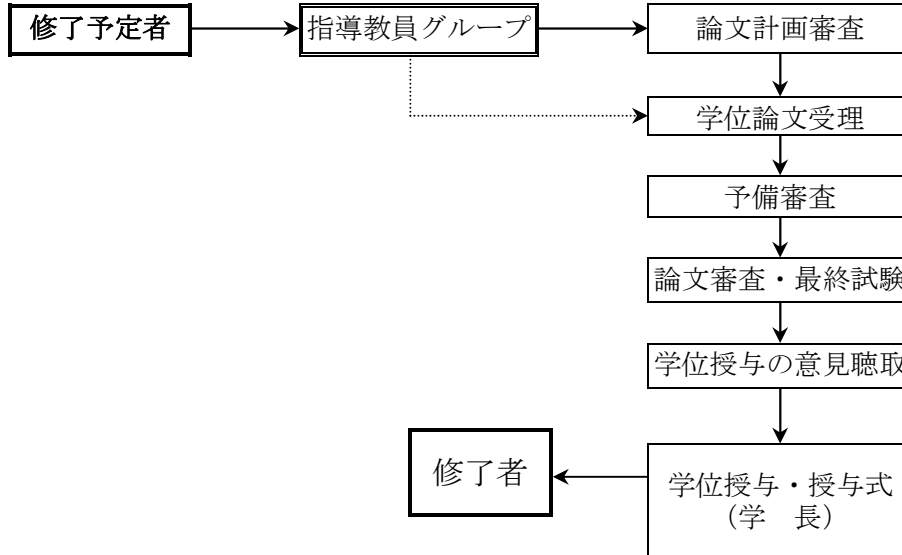 修了予定者
指導教員グループ
論文計画審査
学位論文受理
予備審査
論文審査・最終試験
学位授与の意見聴取
学位授与・授与式
(学　長)
修了者